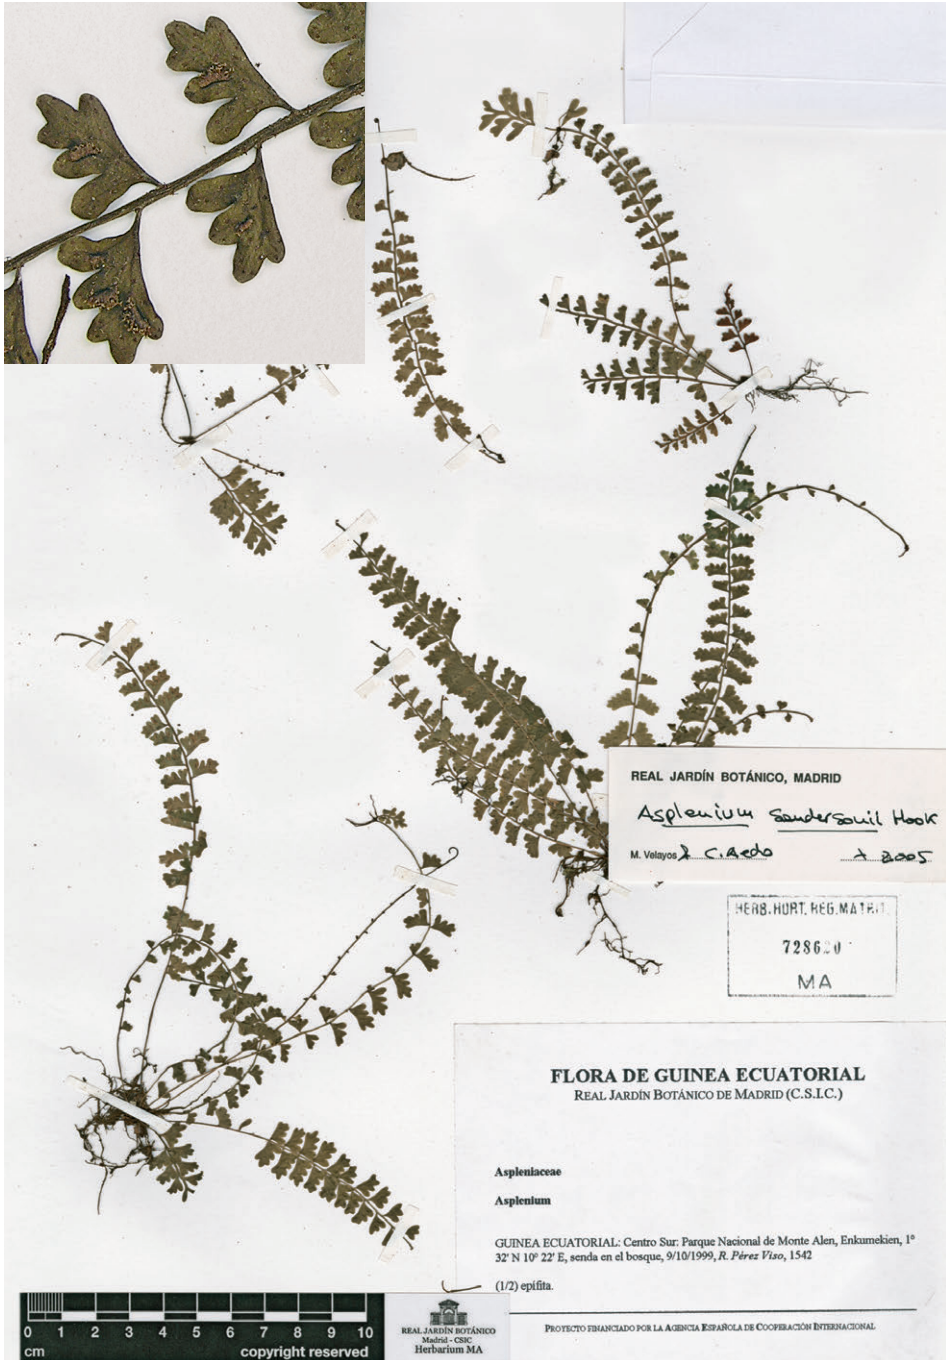 REAL JARDÍN BOTÁNICO, MADRID
Asplenium Sandersonii Hook
M. Velayos & C. Aedo 2005
HERB. HORT. REG. MATRIT.
MA
FLORA DE GUINEA ECUATORIAL
REAL JARDÍN BOTÁNICO DE MADRID (C.S.I.C.)
Aspleniaceae
Asplenium
GUINEA ECUATORIAL: Centro Sur: Parque Nacional de Monte Alen, Enkumekien, 1º
32' N 10º 22' E, senda en el bosque, 9/10/1999, R. Pérez Viso, 1542
(1/2) epífita.
PROYECTO FINANCIADO POR LA AGENCIA ESPAÑOLA DE COOPERACIÓN INTERNACIONAL
0 1 2 3 4 5 6 7 8 9 10
cm copyright reserved
REAL JARDÍN BOTÁNICO
Madrid - CSIC
Herbarium MA